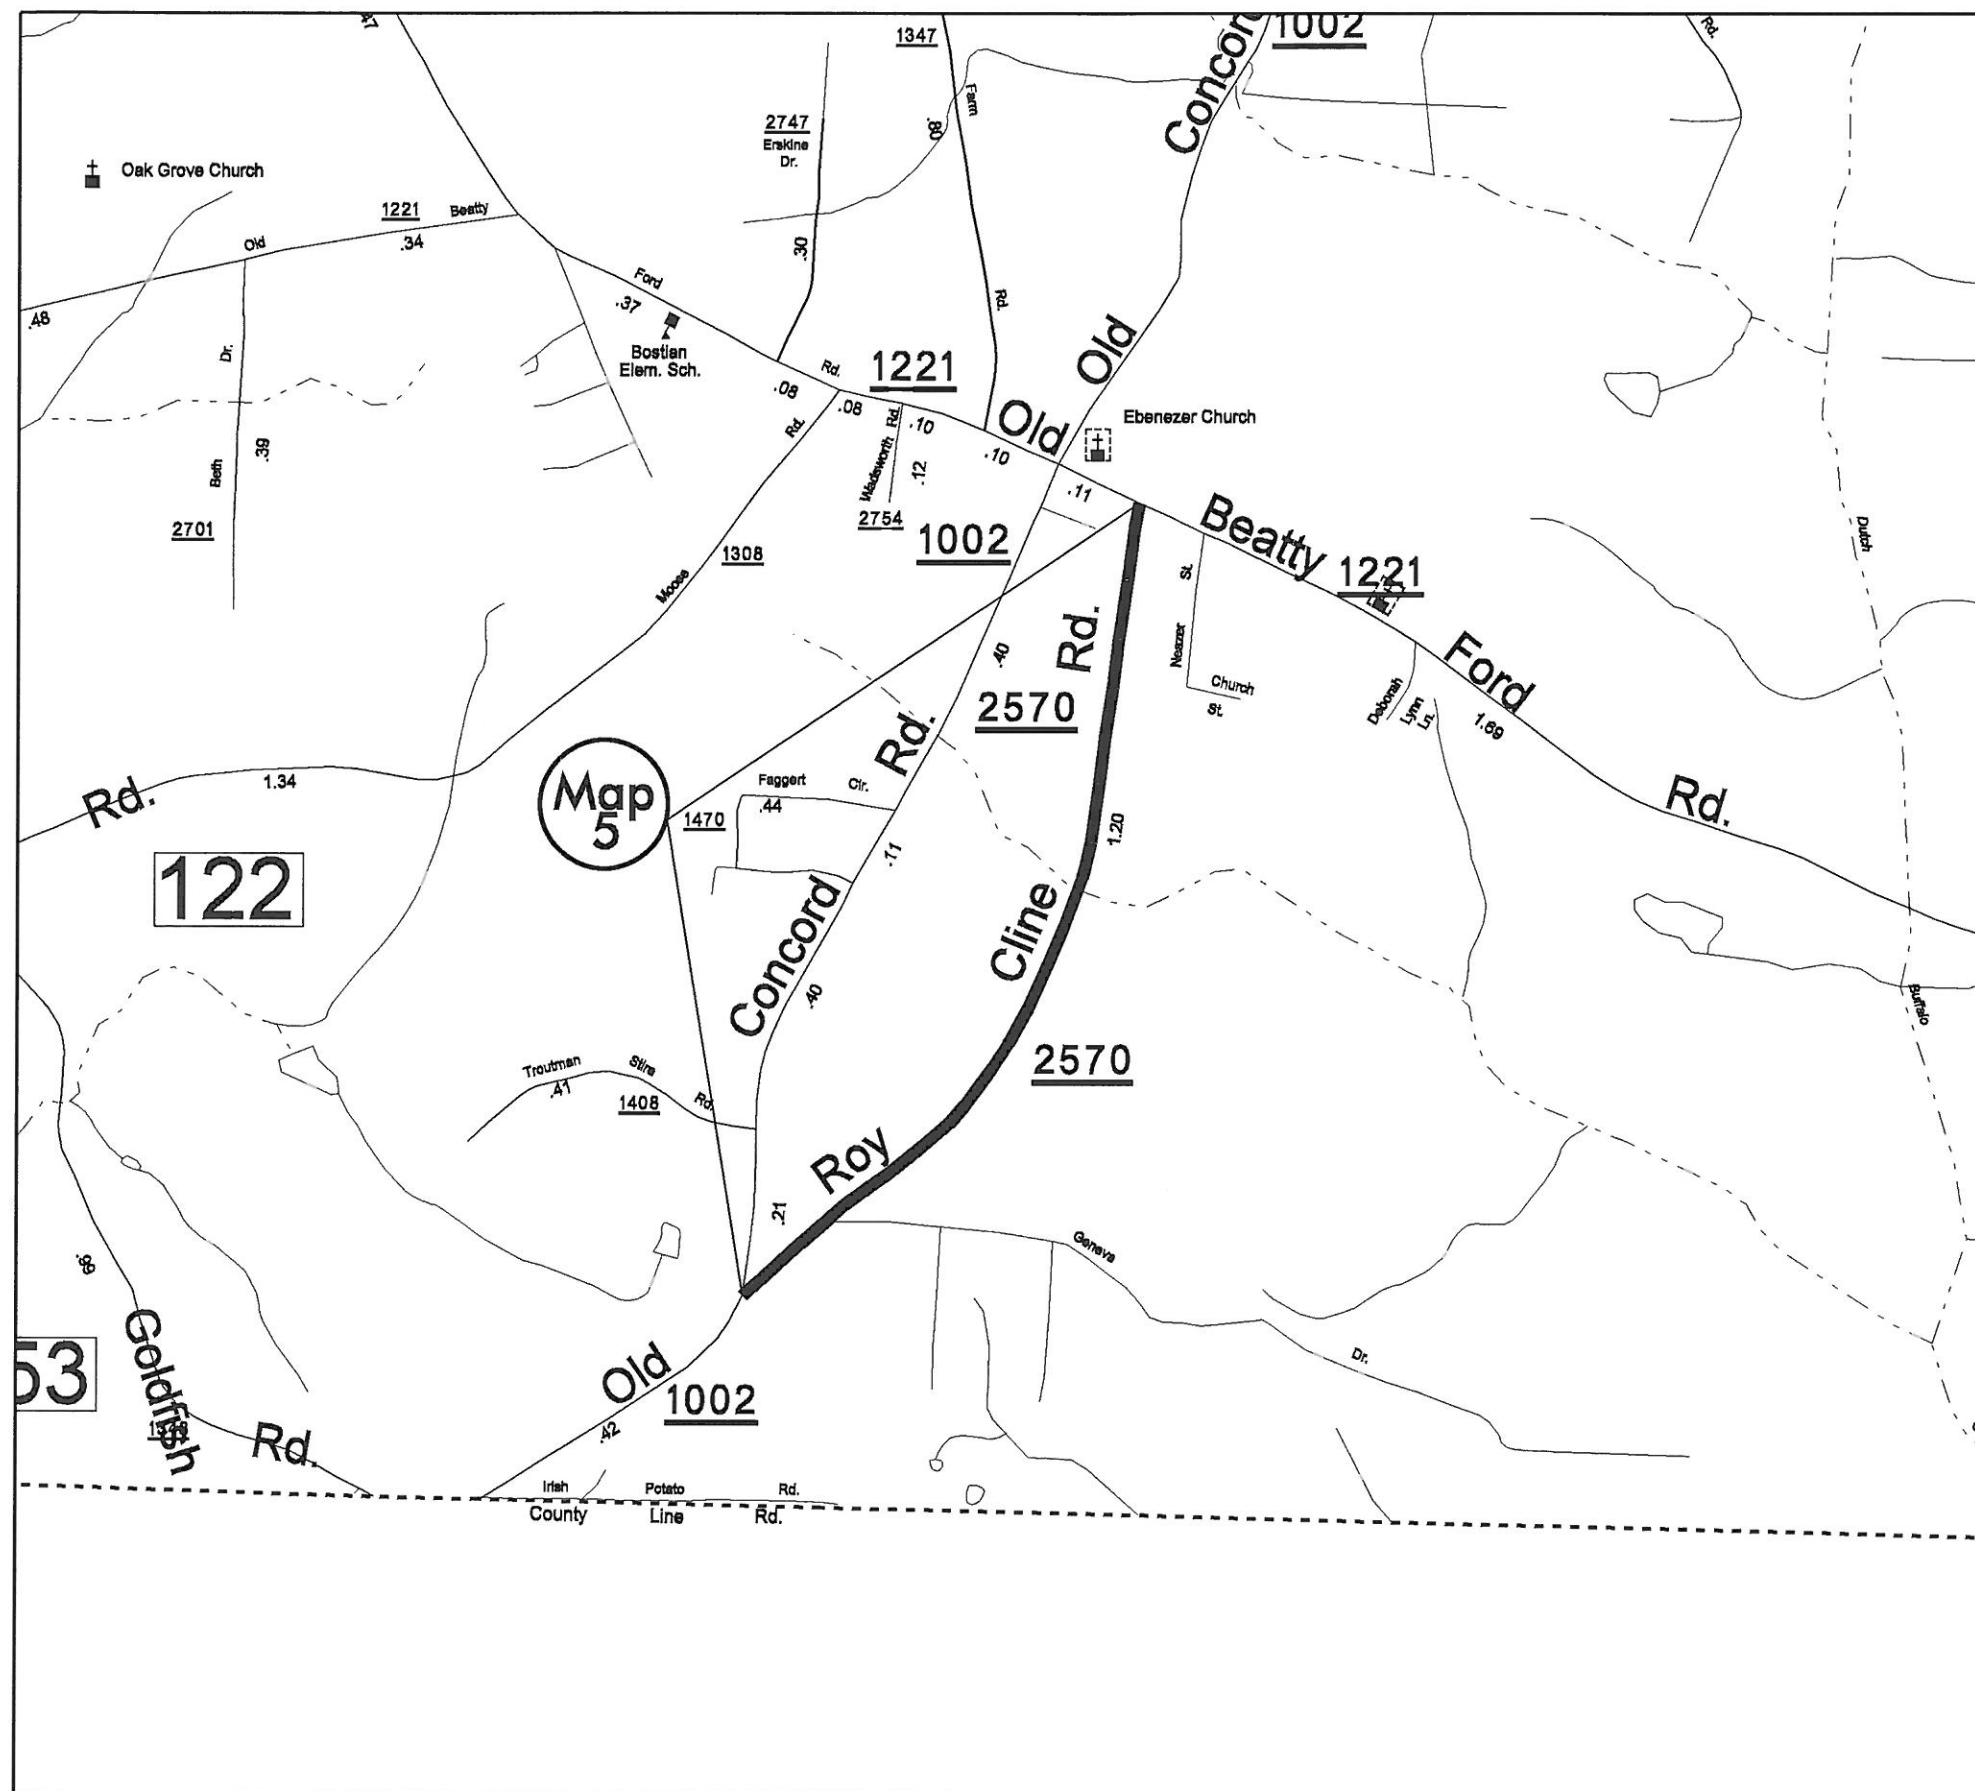 .47
1347
Concord
1002
Rd.
Farm
.80
2747
Erskine
Dr.
Oak Grove Church
1221
Beatty
Old
.34
.30
Ford
.37
Rd.
.48
Dr.
Bostian
Elem. Sch.
Rd.
1221
Old
.08
.08
.10
Old
Ebenezer Church
Rd.
.10
Wadsworth Rd.
.12
.11
.39
Beth
2701
2754
1002
Beatty
1221
Dutch
1308
Moose
St.
Rd.
Neazer
Church
St.
.40
2570
Ford
Deborah
Lynn
Ln.
1.69
Rd.
Rd.
1.34
Map
5
Faggert
Cir.
.44
1470
Rd.
.11
1.20
122
Concord
.40
Cline
Buffalo
2570
Troutman
Stire
Rd.
.41
1408
Roy
.21
Geneva
Dr.
.89
Goldfish
53
Rd.
Old
1002
.42
Irish
Potato
Rd.
County
Line
Rd.